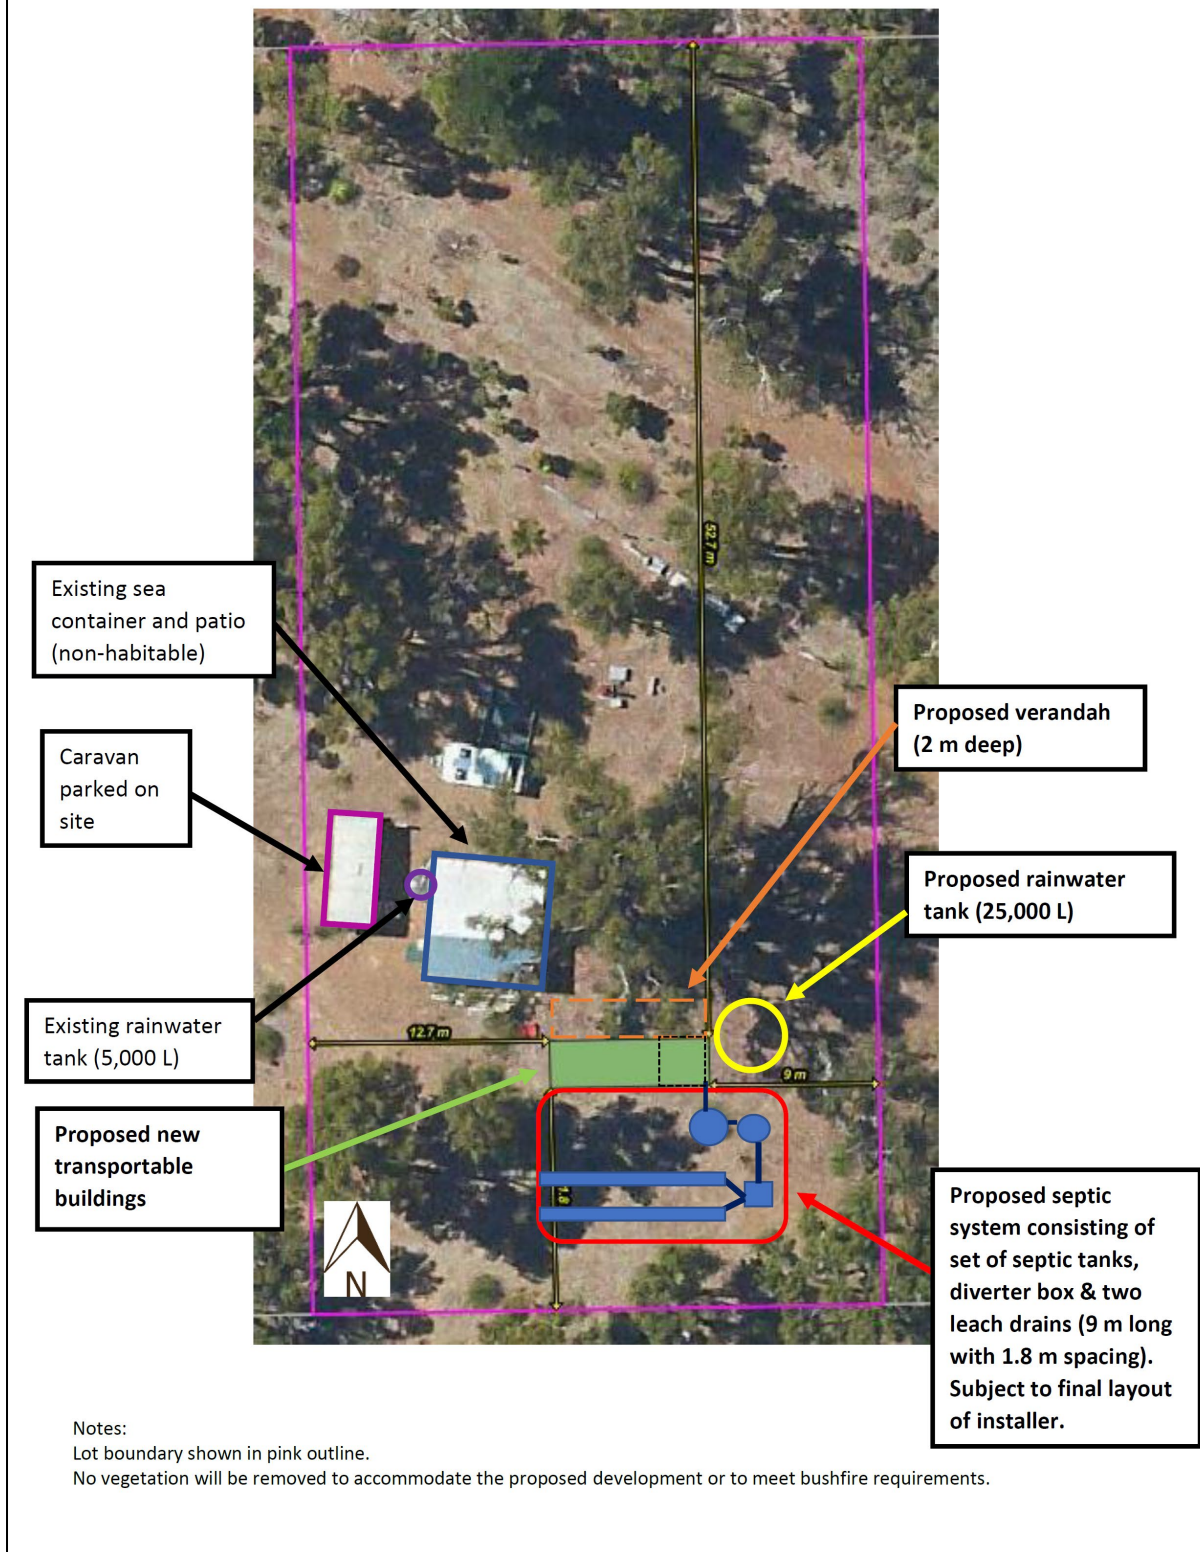 52.7 m
Existing sea
container and patio
(non-habitable)
Proposed verandah
(2 m deep)
Caravan
parked on
site
Proposed rainwater
tank (25,000 L)
Existing rainwater
tank (5,000 L)
12.7 m
9 m
Proposed new
transportable
buildings
1.8
N
Proposed septic
system consisting of
set of septic tanks,
diverter box & two
leach drains (9 m long
with 1.8 m spacing).
Subject to final layout
of installer.
Notes:
Lot boundary shown in pink outline.
No vegetation will be removed to accommodate the proposed development or to meet bushfire requirements.